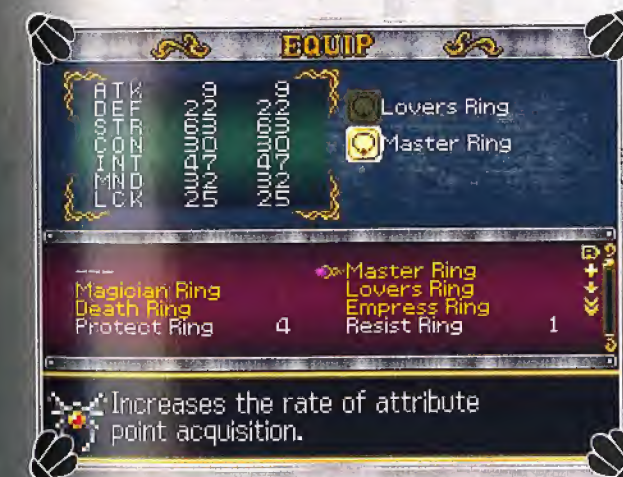 EQUIP
ATK 9 9
DEF 22 22
STR 63 63
CON 30 30
INT 47 47
MND 32 32
LCK 25 25
Lovers Ring
Master Ring
--- Master Ring
Magician Ring Lovers Ring
Death Ring Empress Ring
Protect Ring 4 Resist Ring 1
Increases the rate of attribute
point acquisition.